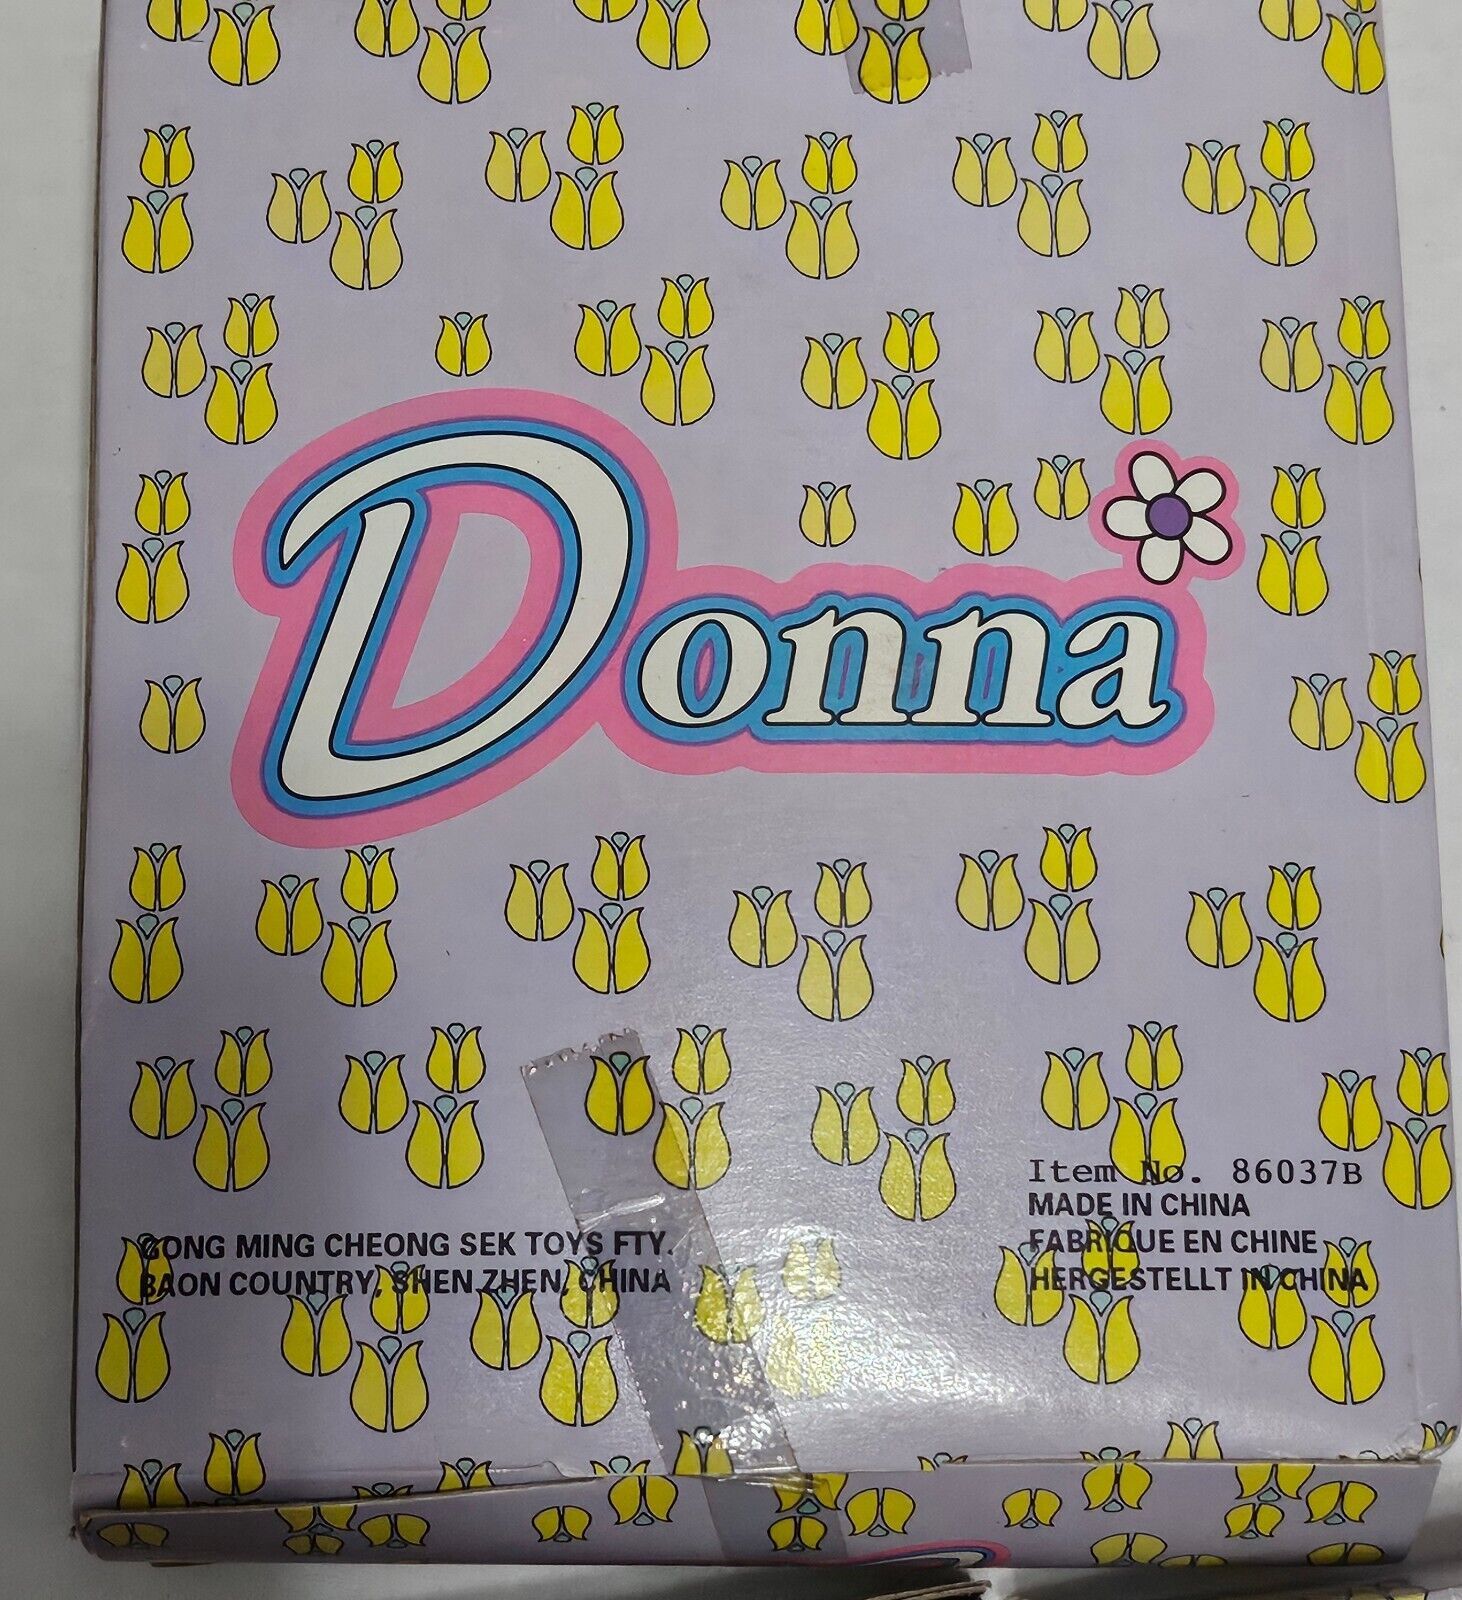 Donna
Item No. 86037B
MADE IN CHINA
FABRIQUE EN CHINE
HERGESTELLT IN CHINA
GONG MING CHEONG SEK TOYS FTY.
BAON COUNTRY, SHEN ZHEN, CHINA